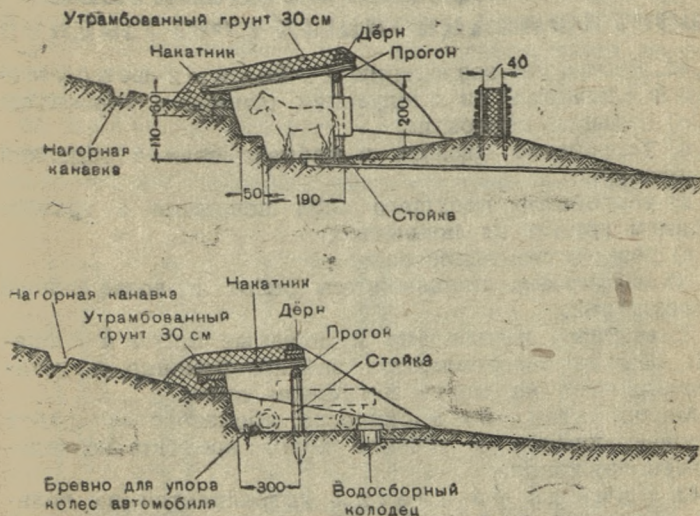 Утрамбованный грунт 30 см
Дёрн
Накатник
Прогон
40
60
110
200
Нагорная
канавка
50
190
Стойка
Нагорная канавка
Накатник
Дёрн
Утрамбованный
грунт 30 см
Прогон
Стойка
Бревно для упора
колес автомобиля
300
Водосборный
колодец